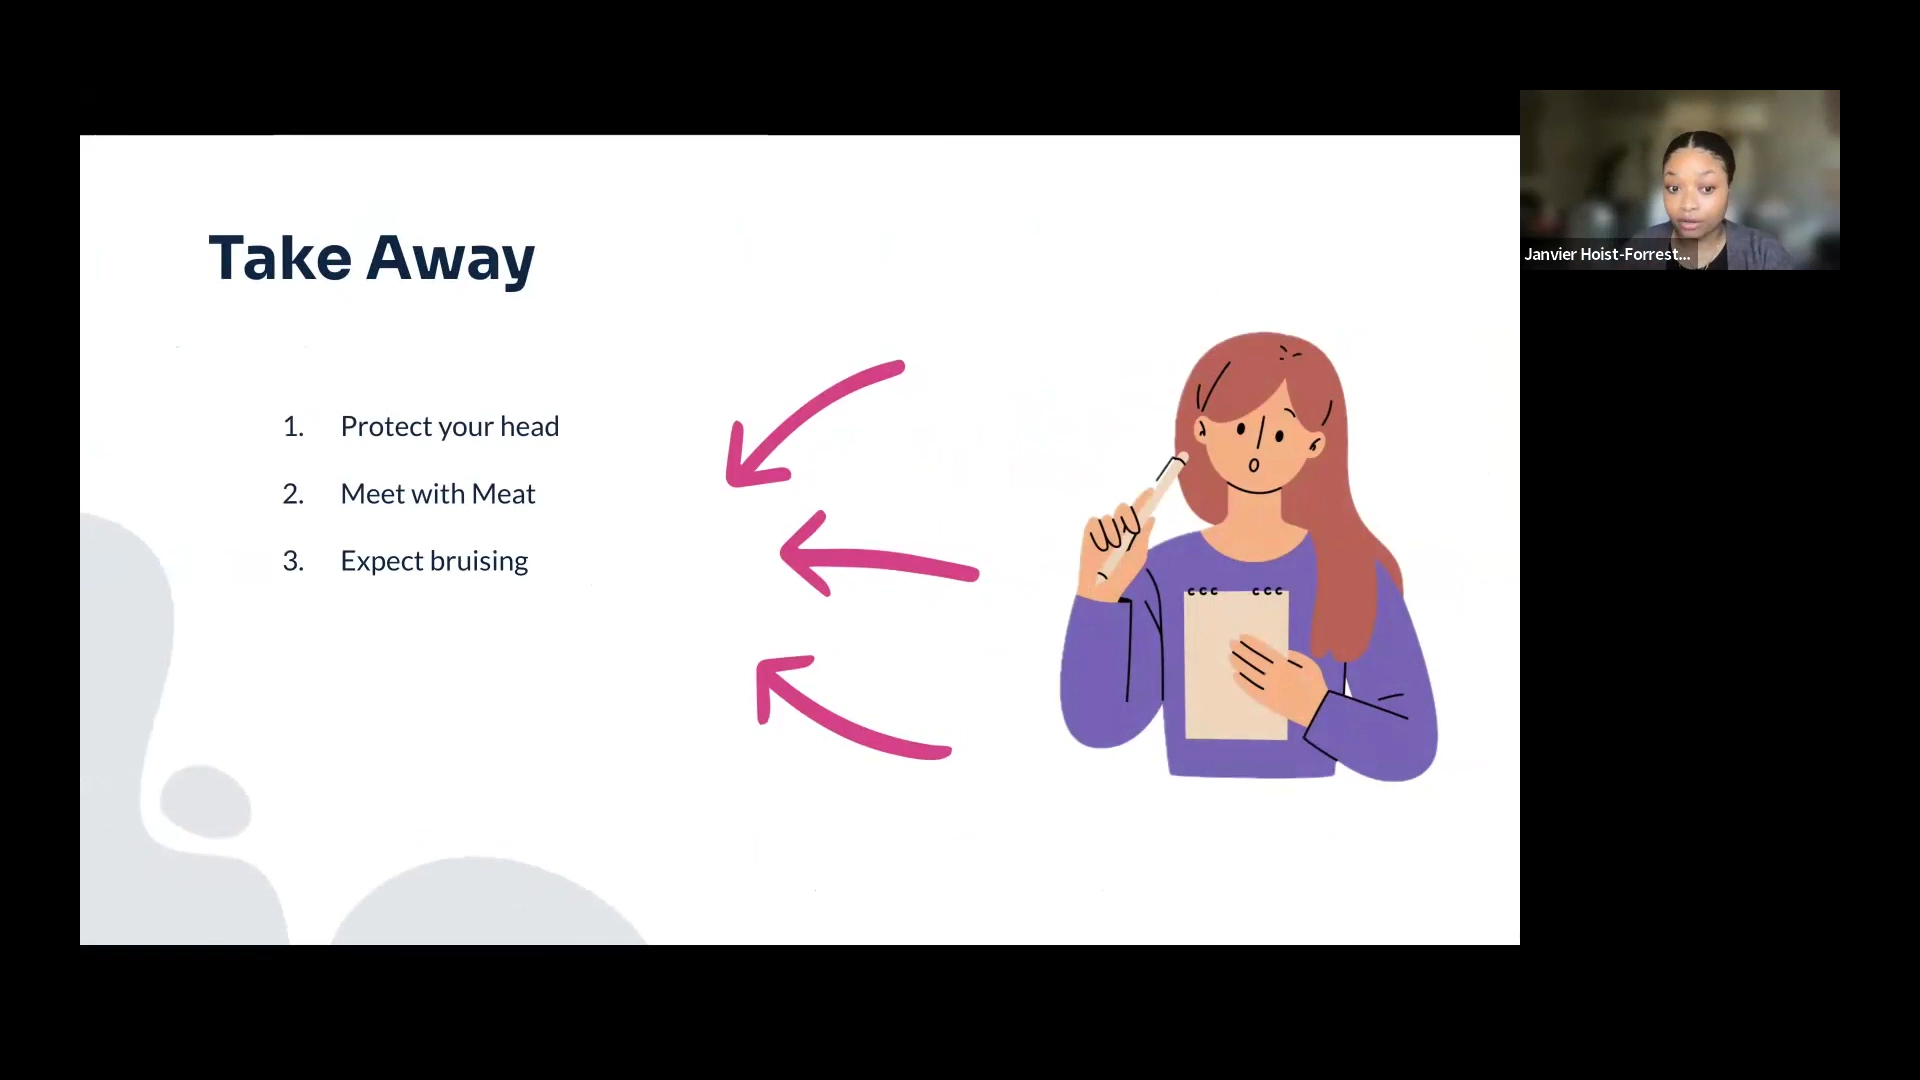 Take Away
1. Protect your head
2. Meet with Meat
3. Expect bruising
Janvier Hoist-Forrest...